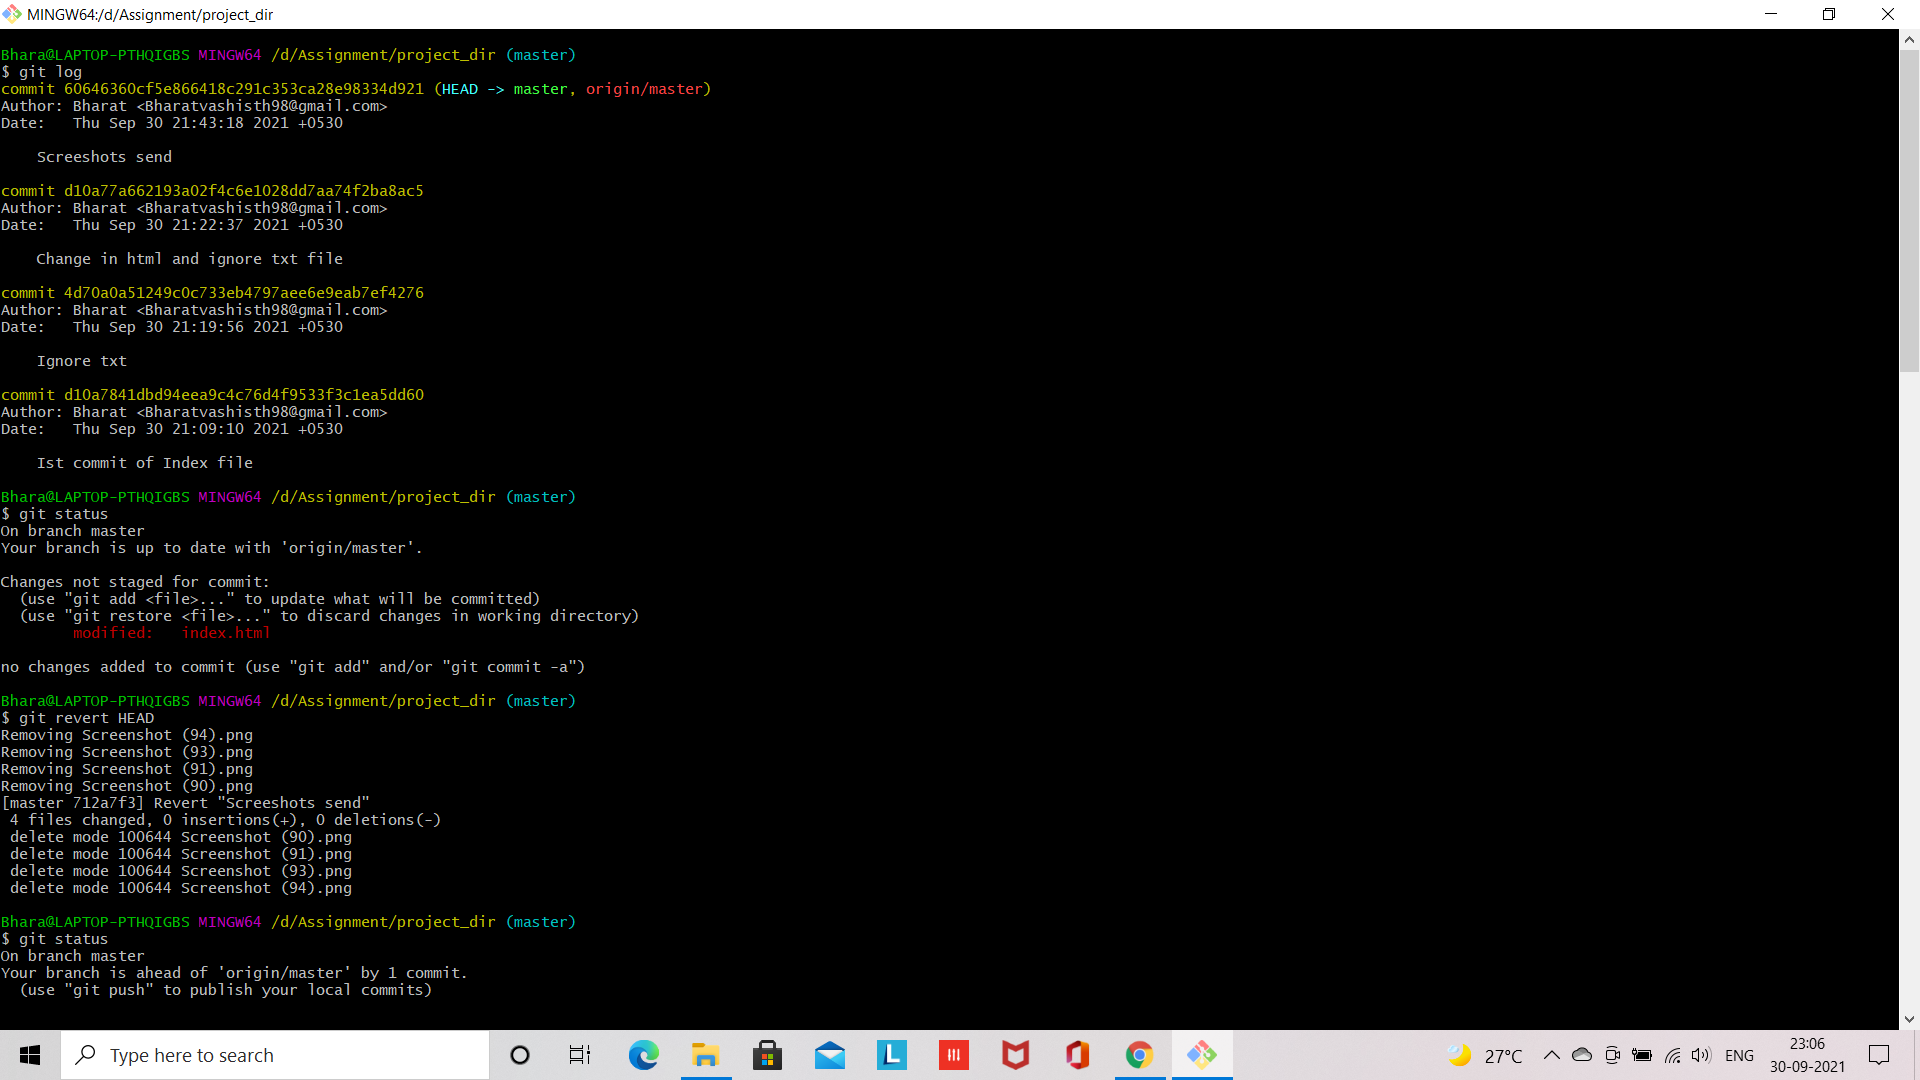 MINGW64:/d/Assignment/project_dir
Bhara@LAPTOP-PTHQIGBS MINGW64 /d/Assignment/project_dir (master)
$ git log
commit 60646360cf5e866418c291c353ca28e98334d921 (HEAD -> master, origin/master)
Author: Bharat <Bharatvashisth98@gmail.com>
Date:   Thu Sep 30 21:43:18 2021 +0530
    Screeshots send
commit d10a77a662193a02f4c6e1028dd7aa74f2ba8ac5
Author: Bharat <Bharatvashisth98@gmail.com>
Date:   Thu Sep 30 21:22:37 2021 +0530
    Change in html and ignore txt file
commit 4d70a0a51249c0c733eb4797aee6e9eab7ef4276
Author: Bharat <Bharatvashisth98@gmail.com>
Date:   Thu Sep 30 21:19:56 2021 +0530
    Ignore txt
commit d10a7841dbd94eea9c4c76d4f9533f3c1ea5dd60
Author: Bharat <Bharatvashisth98@gmail.com>
Date:   Thu Sep 30 21:09:10 2021 +0530
    Ist commit of Index file
Bhara@LAPTOP-PTHQIGBS MINGW64 /d/Assignment/project_dir (master)
$ git status
On branch master
Your branch is up to date with 'origin/master'.
Changes not staged for commit:
  (use "git add <file>..." to update what will be committed)
  (use "git restore <file>..." to discard changes in working directory)
        modified:   index.html
no changes added to commit (use "git add" and/or "git commit -a")
Bhara@LAPTOP-PTHQIGBS MINGW64 /d/Assignment/project_dir (master)
$ git revert HEAD
Removing Screenshot (94).png
Removing Screenshot (93).png
Removing Screenshot (91).png
Removing Screenshot (90).png
[master 712a7f3] Revert "Screeshots send"
 4 files changed, 0 insertions(+), 0 deletions(-)
 delete mode 100644 Screenshot (90).png
 delete mode 100644 Screenshot (91).png
 delete mode 100644 Screenshot (93).png
 delete mode 100644 Screenshot (94).png
Bhara@LAPTOP-PTHQIGBS MINGW64 /d/Assignment/project_dir (master)
$ git status
On branch master
Your branch is ahead of 'origin/master' by 1 commit.
  (use "git push" to publish your local commits)
Type here to search
L
27°C
ENG
23:06
30-09-2021